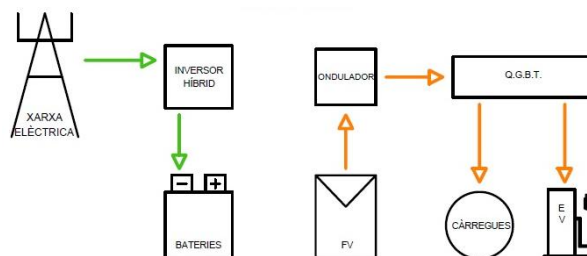 XARXA
ELÈCTRICA
INVERSOR
HÍBRID
BATERIES
ONDULADOR
FV
Q.G.B.T.
CÀRREGUES
E
V